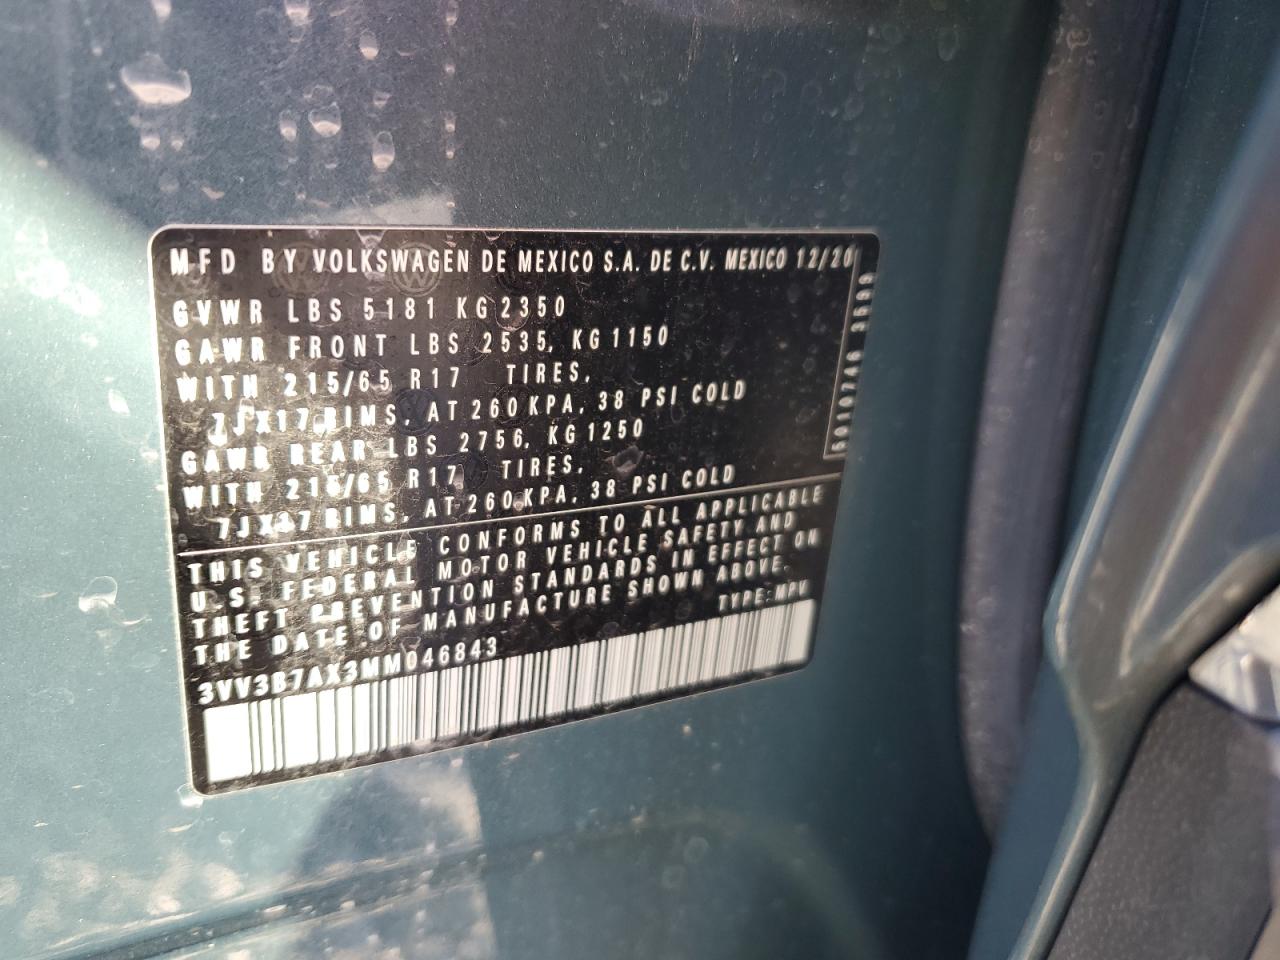 MFD BY VOLKSWAGEN DE MEXICO S.A. DE C.V. MEXICO 12/20
GVWR LBS 5181 KG 2350
GAWR FRONT LBS 2535, KG 1150
WITH 215/65 R17 TIRES,
7JX17 RIMS, AT 260 KPA, 38 PSI COLD
GAWR REAR LBS 2756, KG 1250
WITH 215/65 R17 TIRES,
7JX17 RIMS, AT 260 KPA, 38 PSI COLD
THIS VEHICLE CONFORMS TO ALL APPLICABLE
U.S. FEDERAL MOTOR VEHICLE SAFETY AND
THEFT PREVENTION STANDARDS IN EFFECT ON
THE DATE OF MANUFACTURE SHOWN ABOVE.
TYPE:MPV
3VV3B7AX3MM046843